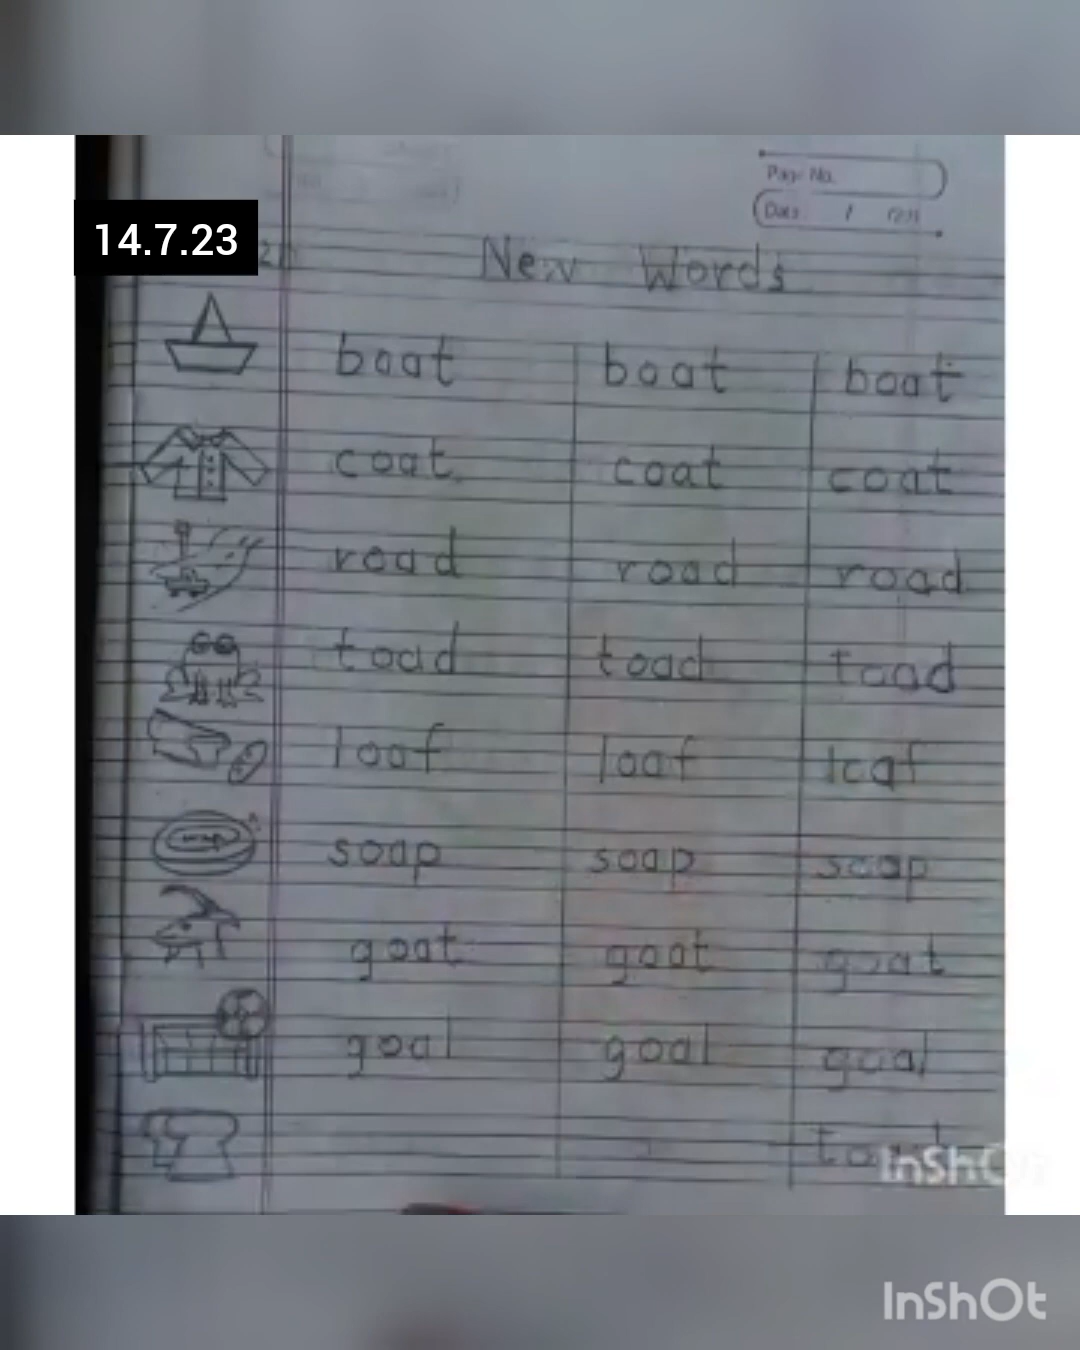 Page No.
Date
14.7.23
New Words
boat boat boat
coat coat coat
road road road
toad toad toad
loaf loaf loaf
soap soap soap
goat goat goat
goal goal goal
InShOt
InShOt